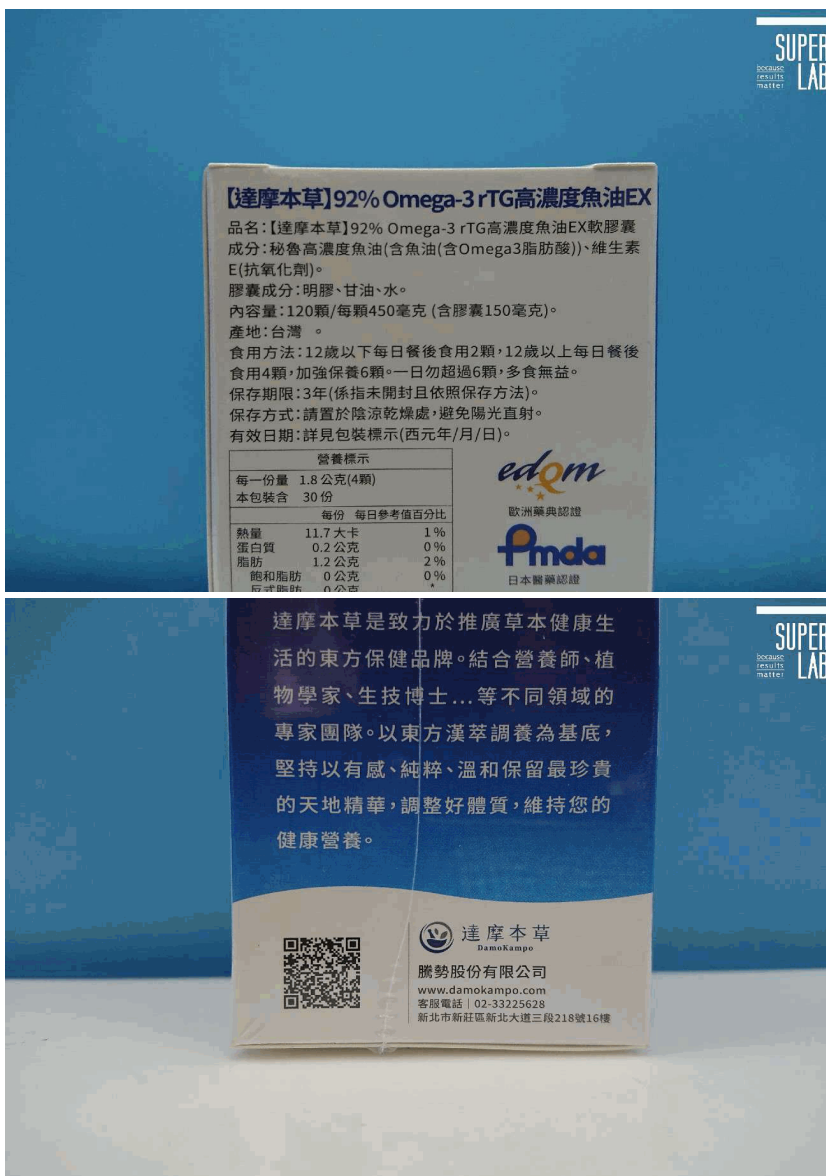 SUPER
LAB
because
results
matter
【達摩本草】92% Omega-3 rTG高濃度魚油EX
品名:【達摩本草】92% Omega-3 rTG高濃度魚油EX軟膠囊
成分:秘魯高濃度魚油(含魚油(含Omega3脂肪酸))、維生素
E(抗氧化劑)。
膠囊成分:明膠、甘油、水。
內容量:120顆/每顆450毫克 (含膠囊150毫克)。
產地:台灣 。
食用方法:12歲以下每日餐後食用2顆,12歲以上每日餐後
食用4顆,加強保養6顆。一日勿超過6顆,多食無益。
保存期限:3年(係指未開封且依照保存方法)。
保存方式:請置於陰涼乾燥處,避免陽光直射。
有效日期:詳見包裝標示(西元年/月/日)。
營養標示
每一份量 1.8公克(4顆)
本包裝含 30份
每份 每日參考值百分比
熱量 11.7大卡 1%
蛋白質 0.2公克 0%
脂肪 1.2公克 2%
飽和脂肪 0公克 0%
反式脂肪 0公克 *
edqm
歐洲藥典認證
Pmda
日本醫藥認證
SUPER
LAB
because
results
matter
達摩本草是致力於推廣草本健康生
活的東方保健品牌。結合營養師、植
物學家、生技博士...等不同領域的
專家團隊。以東方漢萃調養為基底,
堅持以有感、純粹、溫和保留最珍貴
的天地精華,調整好體質,維持您的
健康營養。
達摩本草
DamoKampo
騰勢股份有限公司
www.damokampo.com
客服電話|02-33225628
新北市新莊區新北大道三段218號16樓